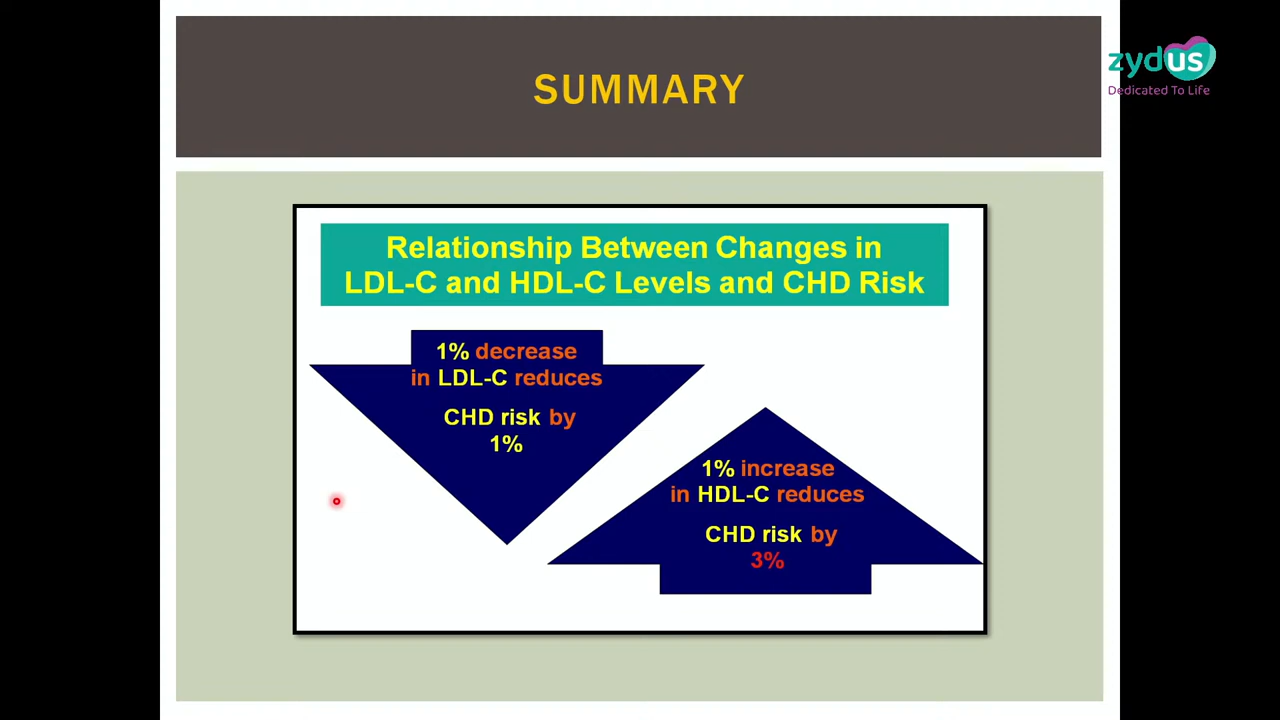 SUMMARY
zydus
Dedicated To Life
Relationship Between Changes in
LDL-C and HDL-C Levels and CHD Risk
1% decrease
in LDL-C reduces
CHD risk by
1%
1% increase
in HDL-C reduces
CHD risk by
3%